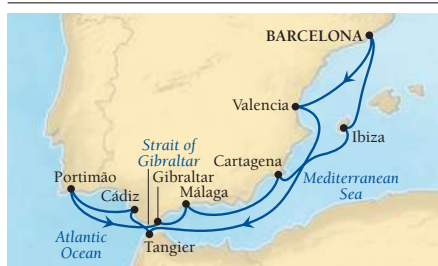 BARCELONA
Valencia
Ibiza
Strait of
Gibraltar
Cartagena
Portimão
Gibraltar
Mediterranean
Sea
Cádiz
Málaga
Atlantic
Ocean
Tangier